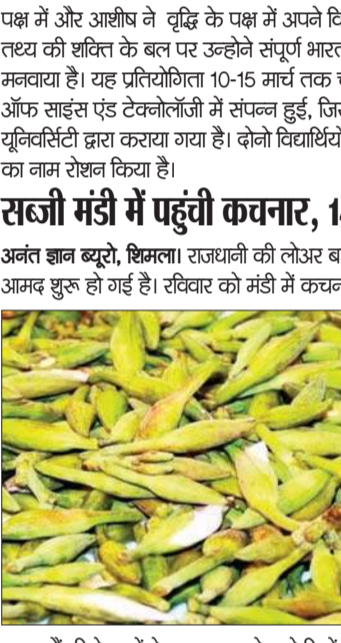 पक्ष में और आशीष ने वृद्धि के पक्ष में अपने
तथ्य की शक्ति के बल पर उन्होने संपूर्ण भारत
मनवाया है। यह प्रतियोगिता 10-15 मार्च तक
ऑफ साइंस एंड टेक्नोलॉजी में संपन्न हुई,
यूनिवर्सिटी द्वारा कराया गया है। दोनो
का नाम रोशन किया है।
सब्जी मंडी में पहुंची कचनार,
अनंत ज्ञान ब्यूरो, शिमला। राजधानी की लोअर
आमद शुरू हो गई है। रविवार को मंडी में